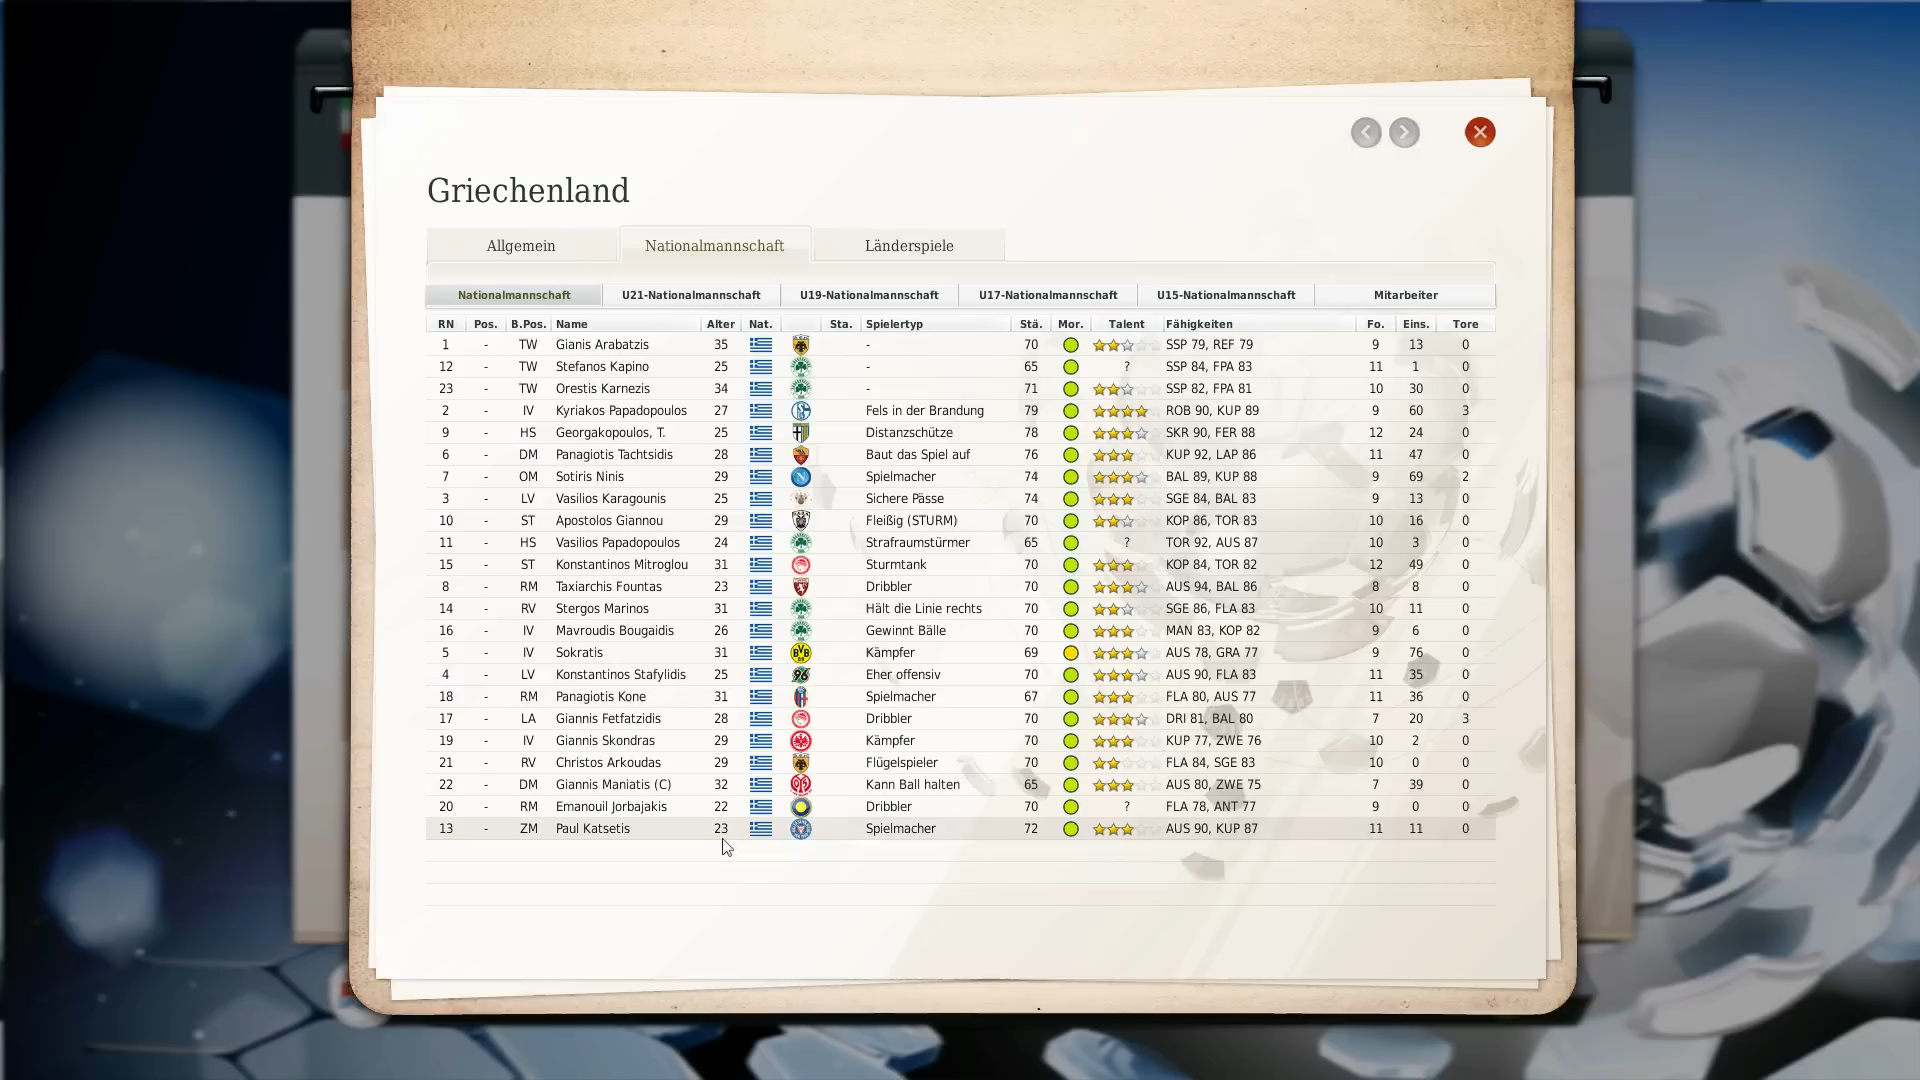 Griechenland
Allgemein Nationalmannschaft Länderspiele
Nationalmannschaft U21-Nationalmannschaft U19-Nationalmannschaft U17-Nationalmannschaft U15-Nationalmannschaft Mitarbeiter
RN Pos. B.Pos. Name Alter Nat. Sta. Spielertyp Stä. Mor. Talent Fähigkeiten Fo. Eins. Tore
1 - TW Gianis Arabatzis 35 - 70 SSP 79, REF 79 9 13 0
12 - TW Stefanos Kapino 25 - 65 ? SSP 84, FPA 83 11 1 0
23 - TW Orestis Karnezis 34 - 71 SSP 82, FPA 81 10 30 0
2 - IV Kyriakos Papadopoulos 27 Fels in der Brandung 79 ROB 90, KUP 89 9 60 3
9 - HS Georgakopoulos, T. 25 Distanzschütze 78 SKR 90, FER 88 12 24 0
6 - DM Panagiotis Tachtsidis 28 Baut das Spiel auf 76 KUP 92, LAP 86 11 47 0
7 - OM Sotiris Ninis 29 N Spielmacher 74 BAL 89, KUP 88 9 69 2
3 - LV Vasilios Karagounis 25 Sichere Pässe 74 SGE 84, BAL 83 9 13 0
10 - ST Apostolos Giannou 29 Fleißig (STURM) 70 KOP 86, TOR 83 10 16 0
11 - HS Vasilios Papadopoulos 24 Strafraumstürmer 65 ? TOR 92, AUS 87 10 3 0
15 - ST Konstantinos Mitroglou 31 Sturmtank 70 KOP 84, TOR 82 12 49 0
8 - RM Taxiarchis Fountas 23 Dribbler 70 AUS 94, BAL 86 8 8 0
14 - RV Stergos Marinos 31 Hält die Linie rechts 70 SGE 86, FLA 83 10 11 0
16 - IV Mavroudis Bougaidis 26 Gewinnt Bälle 70 MAN 83, KOP 82 9 6 0
5 - IV Sokratis 31 BVB 09 Kämpfer 69 AUS 78, GRA 77 9 76 0
4 - LV Konstantinos Stafylidis 25 96 Eher offensiv 70 AUS 90, FLA 83 11 35 0
18 - RM Panagiotis Kone 31 Spielmacher 67 FLA 80, AUS 77 11 36 0
17 - LA Giannis Fetfatzidis 28 Dribbler 70 DRI 81, BAL 80 7 20 3
19 - IV Giannis Skondras 29 Kämpfer 70 KUP 77, ZWE 76 10 2 0
21 - RV Christos Arkoudas 29 Flügelspieler 70 FLA 84, SGE 83 10 0 0
22 - DM Giannis Maniatis (C) 32 Kann Ball halten 65 AUS 80, ZWE 75 7 39 0
20 - RM Emanouil Jorbajakis 22 Dribbler 70 ? FLA 78, ANT 77 9 0 0
13 - ZM Paul Katsetis 23 Spielmacher 72 AUS 90, KUP 87 11 11 0